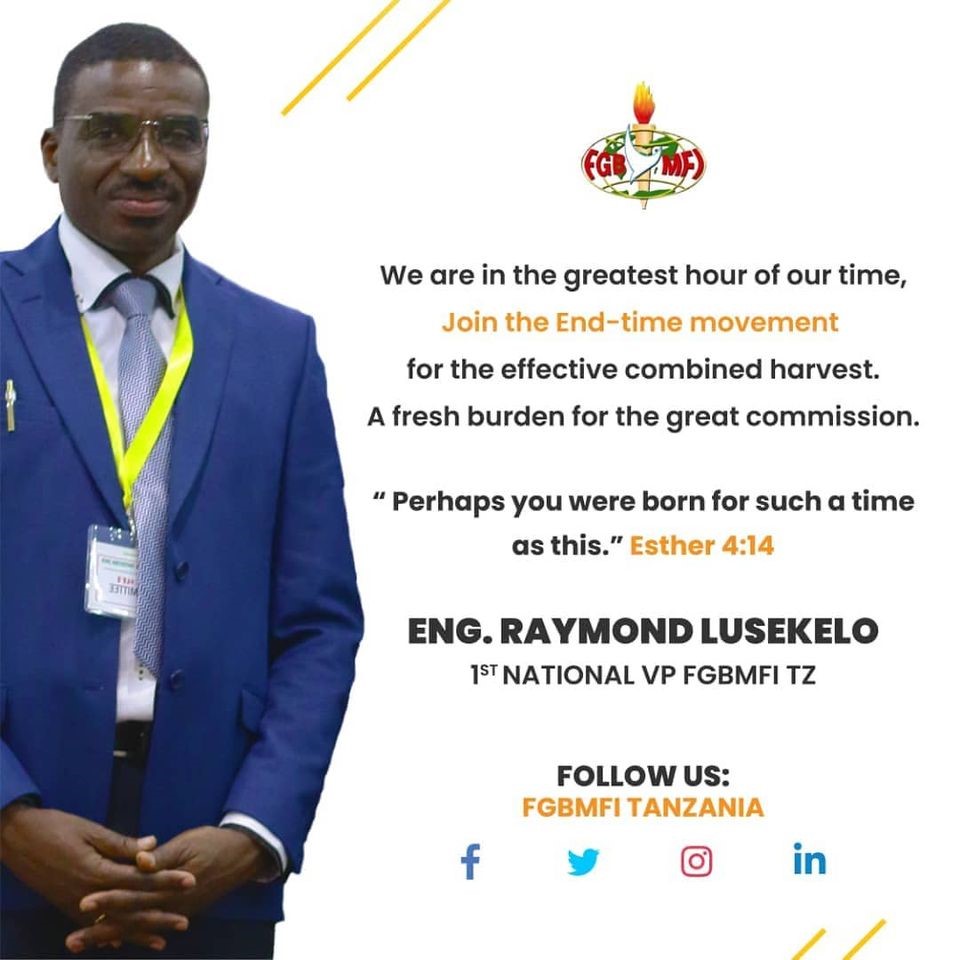 FGB MFI
We are in the greatest hour of our time,
Join the End-time movement
for the effective combined harvest.
A fresh burden for the great commission.
“ Perhaps you were born for such a time
as this.” Esther 4:14
ENG. RAYMOND LUSEKELO
1ST NATIONAL VP FGBMFI TZ
FOLLOW US:
FGBMFI TANZANIA